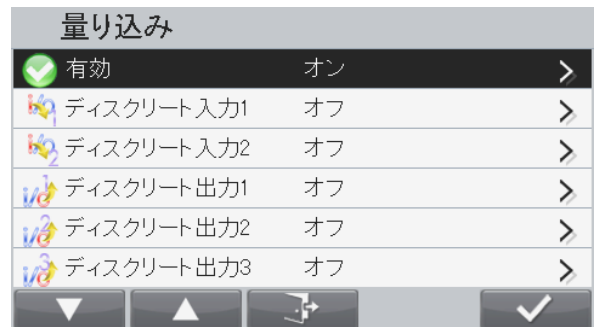 量り込み
有効 オン
ディスクリート入力1 オフ
ディスクリート入力2 オフ
ディスクリート出力1 オフ
ディスクリート出力2 オフ
ディスクリート出力3 オフ